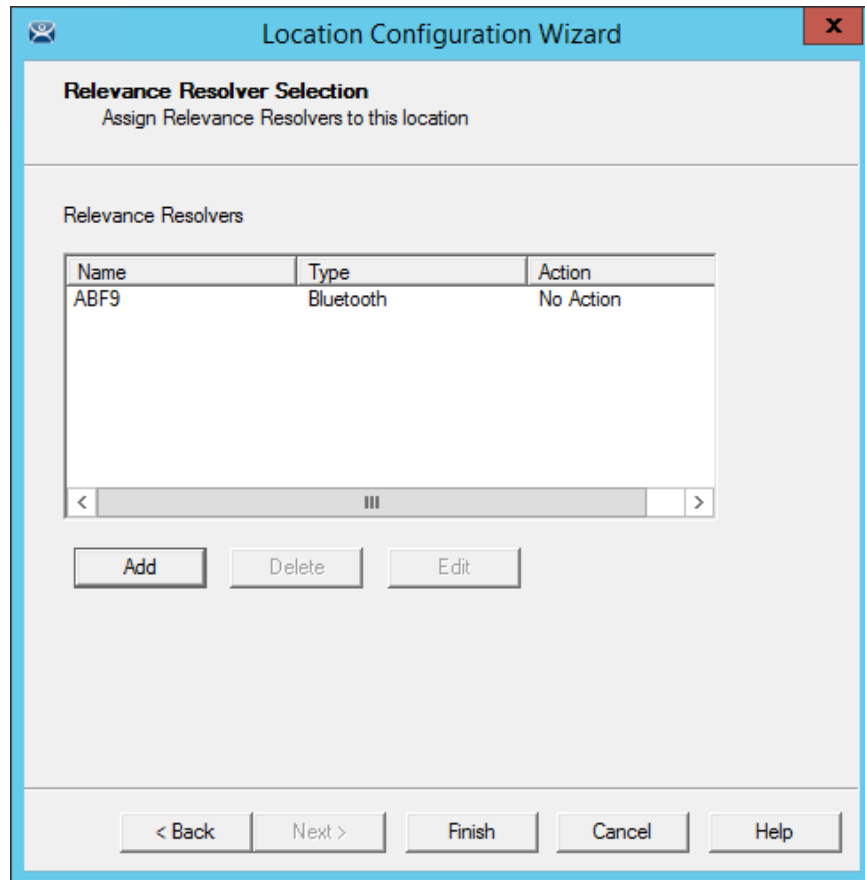 Location Configuration Wizard
x
Relevance Resolver Selection
Assign Relevance Resolvers to this location
Relevance Resolvers
Name Type Action
ABF9 Bluetooth No Action
Add Delete Edit
< Back Next > Finish Cancel Help